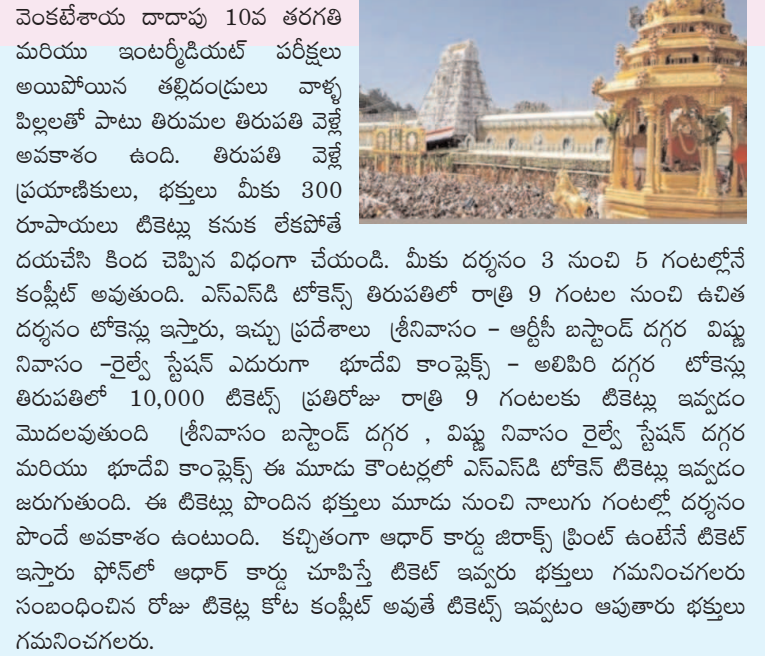 వెంకటేశాయ దాదాపు 10వ తరగతి
మరియు ఇంటర్మీడియట్ పరీక్షలు
అయిపోయిన తల్లిదండ్రులు వాళ్ళ
పిల్లలతో పాటు తిరుమల తిరుపతి వెళ్లే
అవకాశం ఉంది. తిరుపతి వెళ్లే
ప్రయాణికులు, భక్తులు మీకు 300
రూపాయలు టికెట్లు కనుక లేకపోతే
దయచేసి కింద చెప్పిన విధంగా చేయండి. మీకు దర్శనం 3 నుంచి 5 గంటల్లోనే
కంప్లీట్ అవుతుంది. ఎస్ఎస్‌డి టోకెన్స్ తిరుపతిలో రాత్రి 9 గంటల నుంచి ఉచిత
దర్శనం టోకెన్లు ఇస్తారు, ఇచ్చు ప్రదేశాలు శ్రీనివాసం – ఆర్టీసీ బస్టాండ్ దగ్గర విష్ణు
నివాసం –రైల్వే స్టేషన్ ఎదురుగా భూదేవి కాంప్లెక్స్ – అలిపిరి దగ్గర టోకెన్లు
తిరుపతిలో 10,000 టికెట్స్ ప్రతిరోజు రాత్రి 9 గంటలకు టికెట్లు ఇవ్వడం
మొదలవుతుంది శ్రీనివాసం బస్టాండ్ దగ్గర , విష్ణు నివాసం రైల్వే స్టేషన్ దగ్గర
మరియు భూదేవి కాంప్లెక్స్ ఈ మూడు కౌంటర్లలో ఎస్ఎస్‌డి టోకెన్ టికెట్లు ఇవ్వడం
జరుగుతుంది. ఈ టికెట్లు పొందిన భక్తులు మూడు నుంచి నాలుగు గంటల్లో దర్శనం
పొందే అవకాశం ఉంటుంది. కచ్చితంగా ఆధార్ కార్డు జిరాక్స్ ప్రింట్ ఉంటేనే టికెట్
ఇస్తారు ఫోన్‌లో ఆధార్ కార్డు చూపిస్తే టికెట్ ఇవ్వరు భక్తులు గమనించగలరు
సంబంధించిన రోజు టికెట్ల కోట కంప్లీట్ అవుతే టికెట్స్ ఇవ్వటం ఆపుతారు భక్తులు
గమనించగలరు.